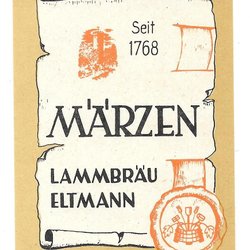 Seit
1768
MÄRZEN
LAMMBRÄU
ELTMANN